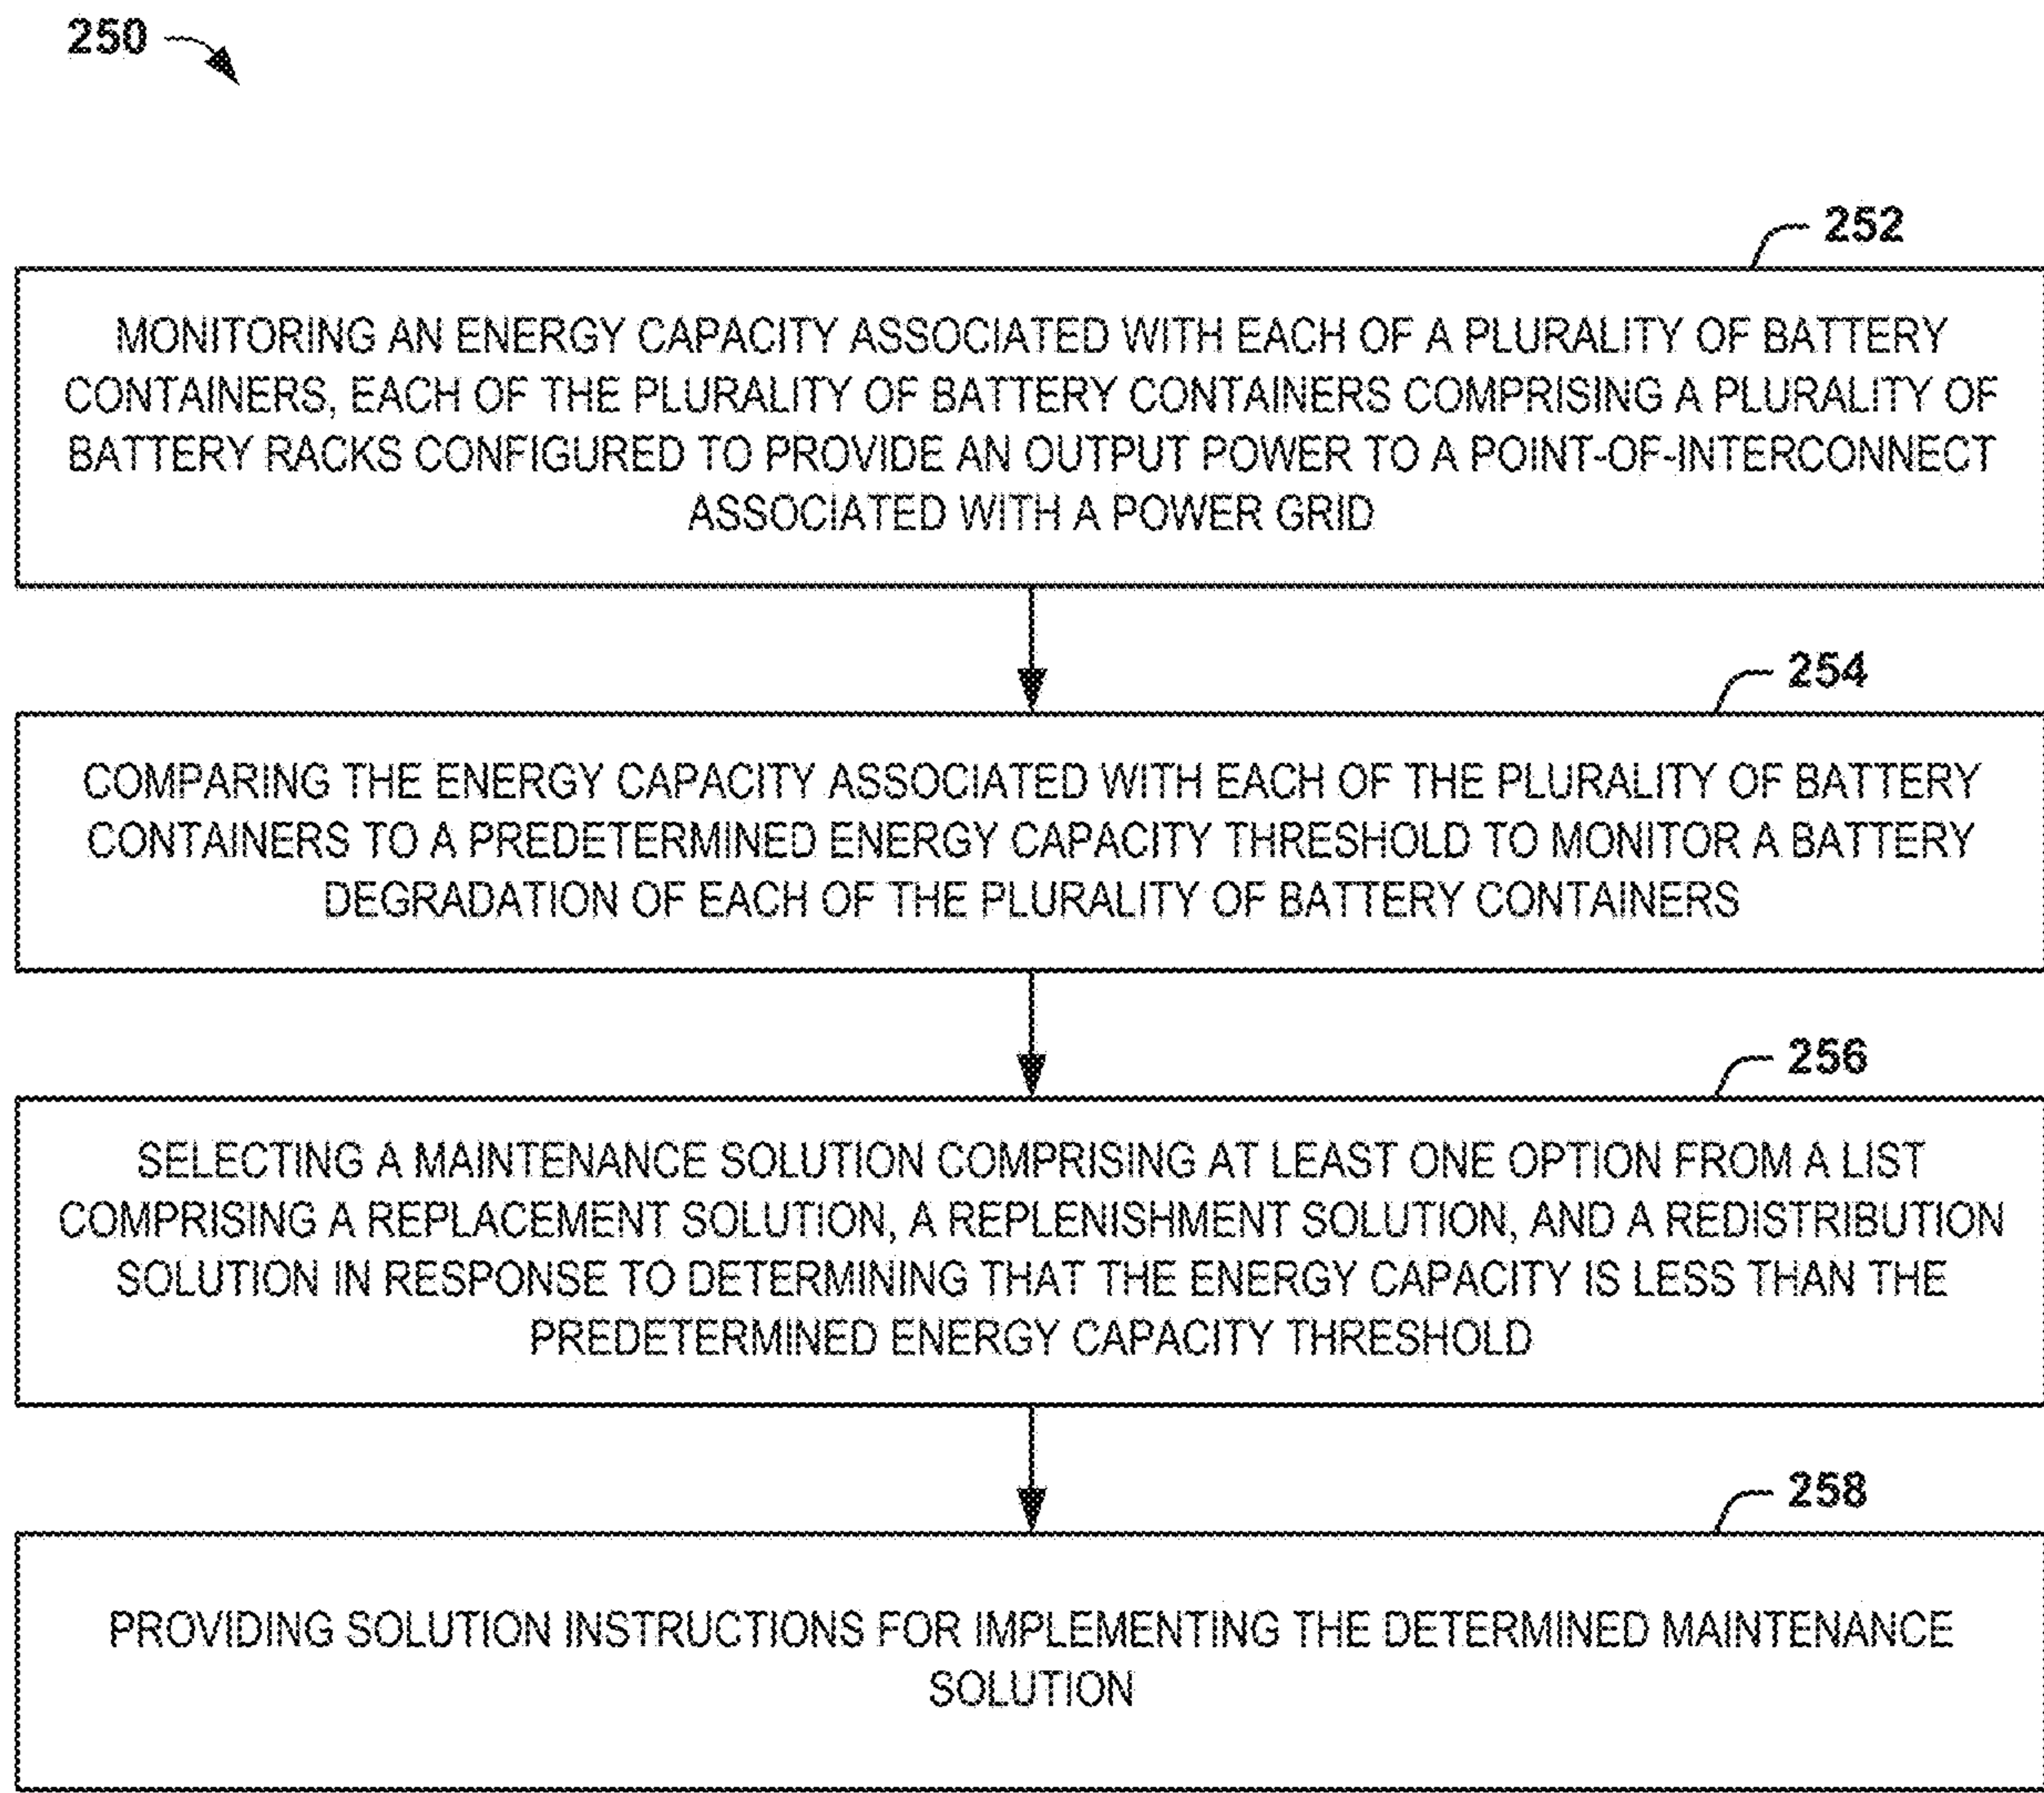 250
252
MONITORING AN ENERGY CAPACITY ASSOCIATED WITH EACH OF A PLURALITY OF BATTERY
CONTAINERS, EACH OF THE PLURALITY OF BATTERY CONTAINERS COMPRISING A PLURALITY OF
BATTERY RACKS CONFIGURED TO PROVIDE AN OUTPUT POWER TO A POINT-OF-INTERCONNECT
ASSOCIATED WITH A POWER GRID
254
COMPARING THE ENERGY CAPACITY ASSOCIATED WITH EACH OF THE PLURALITY OF BATTERY
CONTAINERS TO A PREDETERMINED ENERGY CAPACITY THRESHOLD TO MONITOR A BATTERY
DEGRADATION OF EACH OF THE PLURALITY OF BATTERY CONTAINERS
256
SELECTING A MAINTENANCE SOLUTION COMPRISING AT LEAST ONE OPTION FROM A LIST
COMPRISING A REPLACEMENT SOLUTION, A REPLENISHMENT SOLUTION, AND A REDISTRIBUTION
SOLUTION IN RESPONSE TO DETERMINING THAT THE ENERGY CAPACITY IS LESS THAN THE
PREDETERMINED ENERGY CAPACITY THRESHOLD
258
PROVIDING SOLUTION INSTRUCTIONS FOR IMPLEMENTING THE DETERMINED MAINTENANCE
SOLUTION